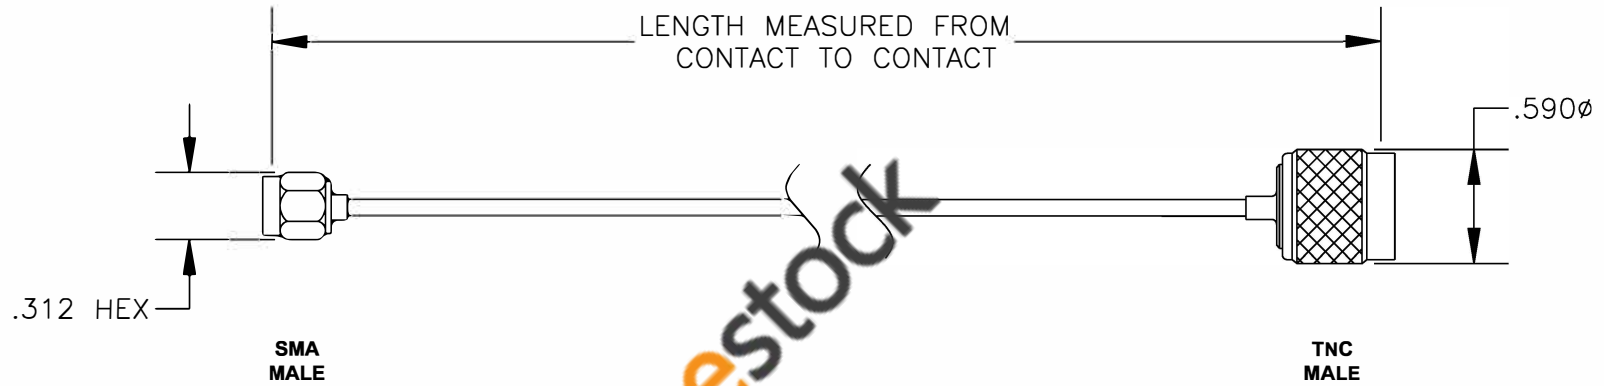 LENGTH MEASURED FROM
CONTACT TO CONTACT
.590ø
.312 HEX
SMA
MALE
TNC
MALE
estock